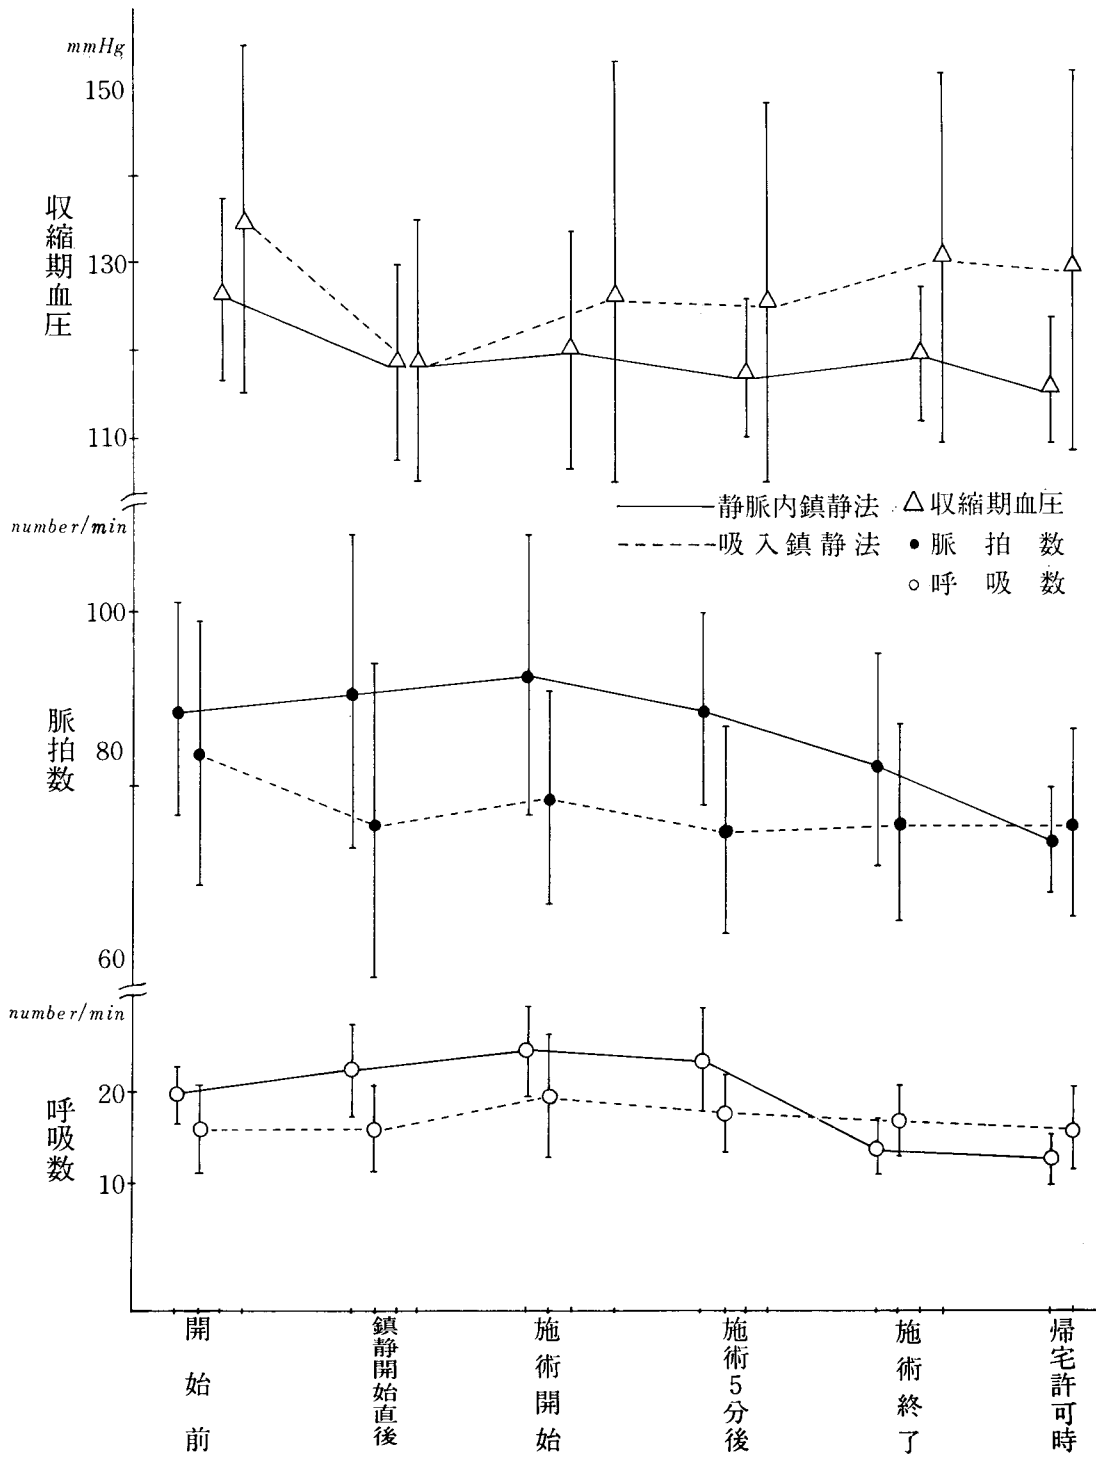 mmHg
150
収縮期血圧
130
110
number/min
静脈内鎮静法 △収縮期血圧
吸入鎮静法 ●脈拍数
○呼吸数
100
脈拍数
80
60
number/min
20
呼吸数
10
開始前
鎮静開始直後
施術開始
施術5分後
施術終了
帰宅許可時